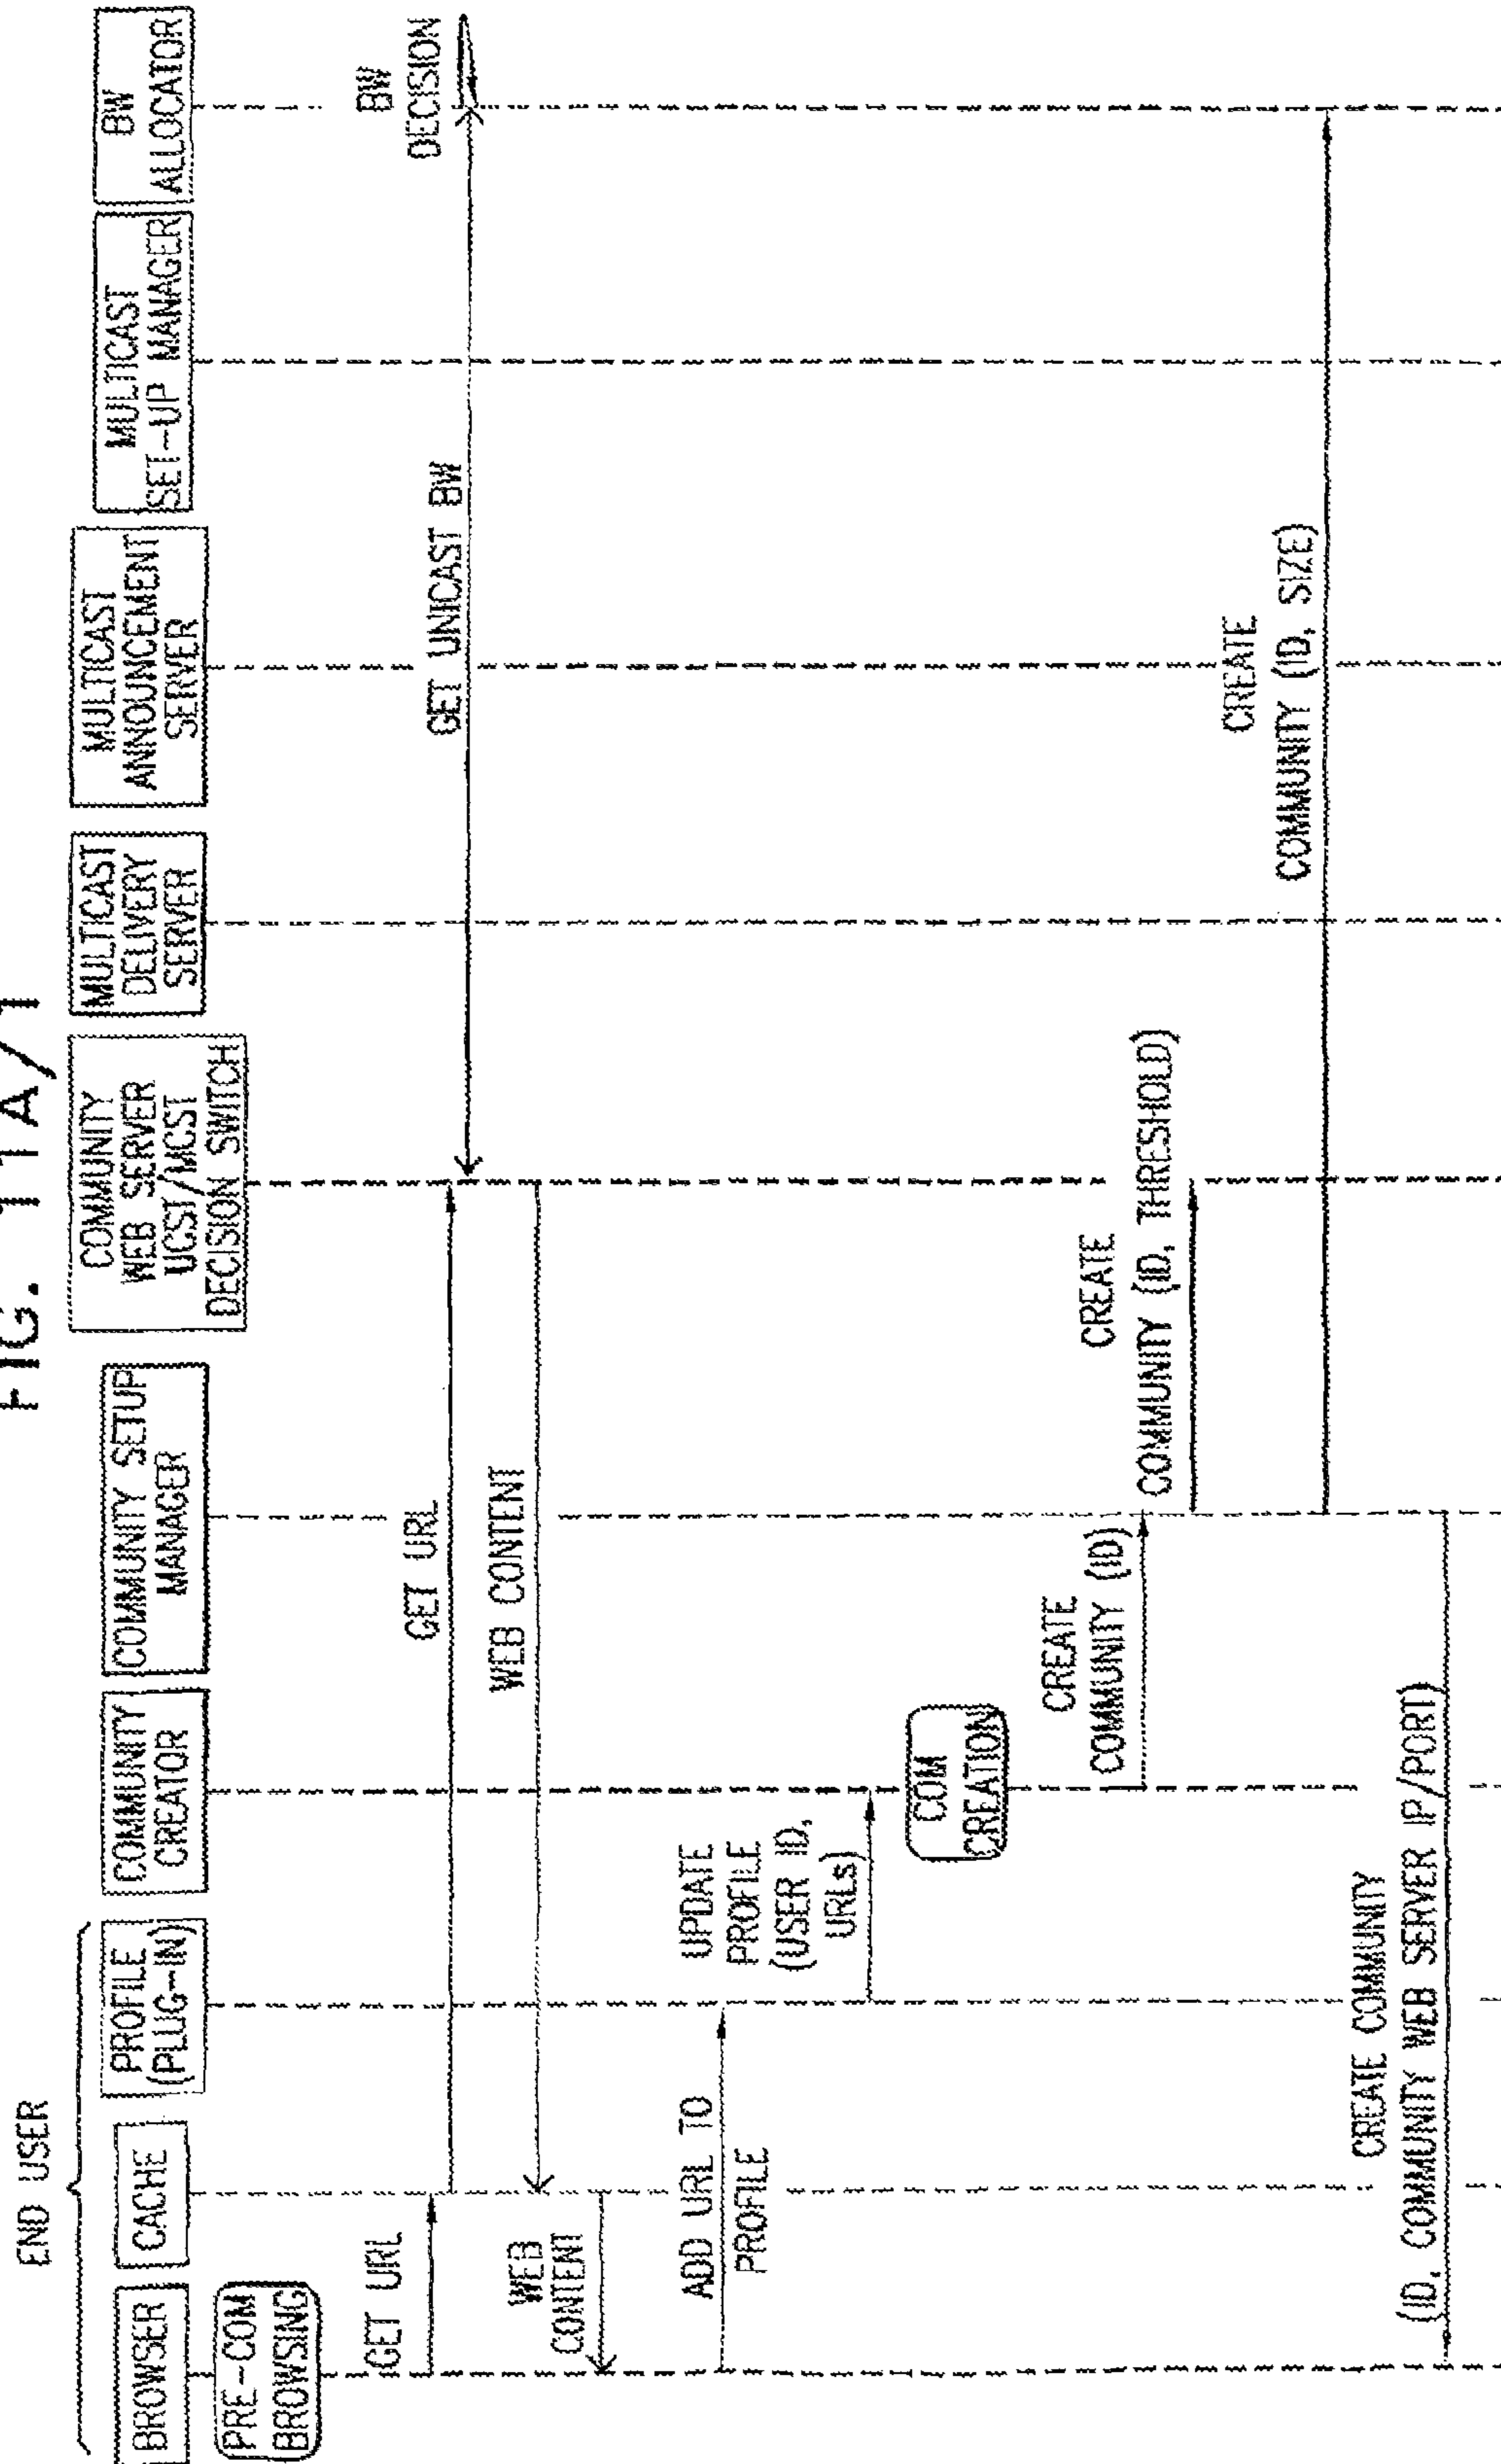 FIG. 11A/1
END USER
BROWSER
CACHE
PROFILE
(PLUG-IN)
COMMUNITY
CREATOR
COMMUNITY SETUP
MANAGER
COMMUNITY
WEB SERVER
UCST/MCST
DECISION SWITCH
MULTICAST
DELIVERY
SERVER
MULTICAST
ANNOUNCEMENT
SERVER
MULTICAST
SET-UP MANAGER
BW
ALLOCATOR
PRE-COM
BROWSING
GET URL
GET URL
GET UNICAST BW
BW
DECISION
WEB CONTENT
WEB
CONTENT
ADD URL TO
PROFILE
UPDATE
PROFILE
(USER ID,
URLs)
COM
CREATION
CREATE
COMMUNITY (ID)
CREATE
COMMUNITY (ID, THRESHOLD)
CREATE
COMMUNITY (ID, SIZE)
CREATE COMMUNITY
(ID, COMMUNITY WEB SERVER IP/PORT)